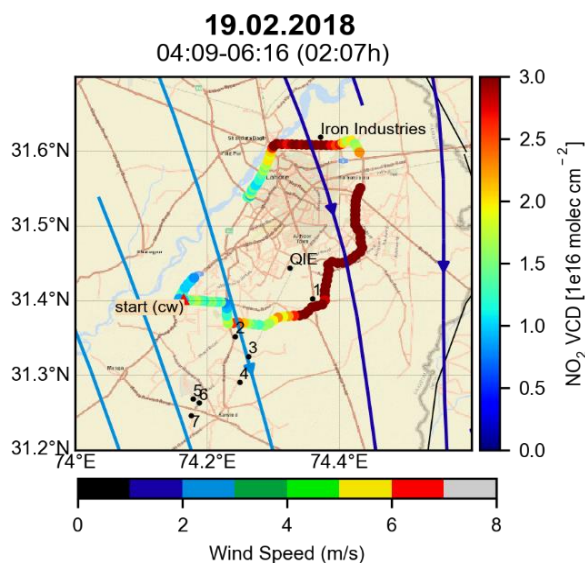 19.02.2018
04:09-06:16 (02:07h)
31.6°N
31.5°N
31.4°N
31.3°N
31.2°N
Iron Industries
Lahore
QIE
start (cw)
1
2
3
4
5
6
7
74°E
74.2°E
74.4°E
3.0
2.5
2.0
1.5
1.0
0.5
0.0
NO₂ VCD [1e16 molec cm⁻²]
0
2
4
6
8
Wind Speed (m/s)